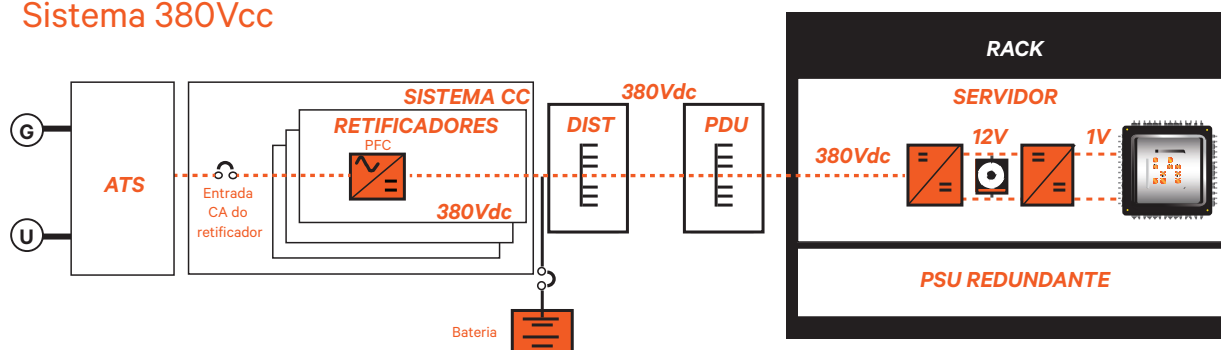 Sistema 380Vcc
RACK
SISTEMA CC
380Vdc
SERVIDOR
RETIFICADORES
PFC
DIST
PDU
12V
1V
G
380Vdc
ATS
Entrada
CA do
retificador
380Vdc
U
PSU REDUNDANTE
Bateria